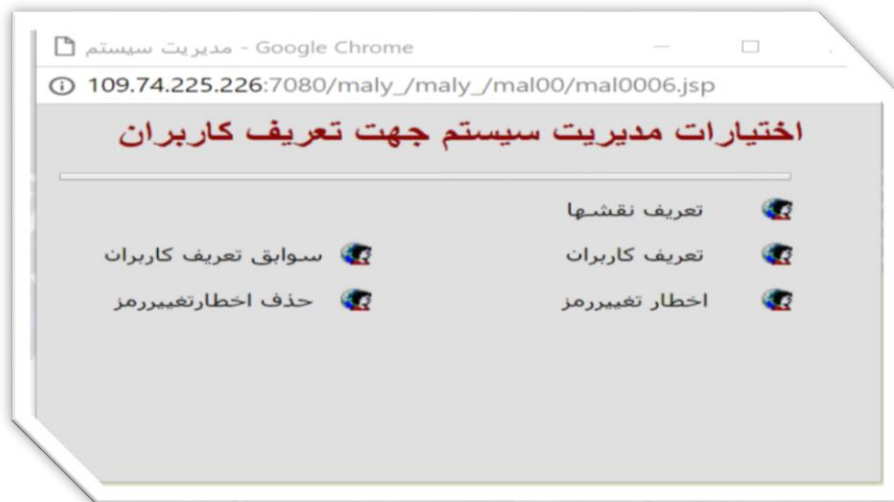 مدیریت سیستم - Google Chrome
109.74.225.226:7080/maly_/maly_/mal00/mal0006.jsp
اختیارات مدیریت سیستم جهت تعریف کاربران
تعریف نقشها
تعریف کاربران سوابق تعریف کاربران
اخطار تغییررمز حذف اخطارتغییررمز